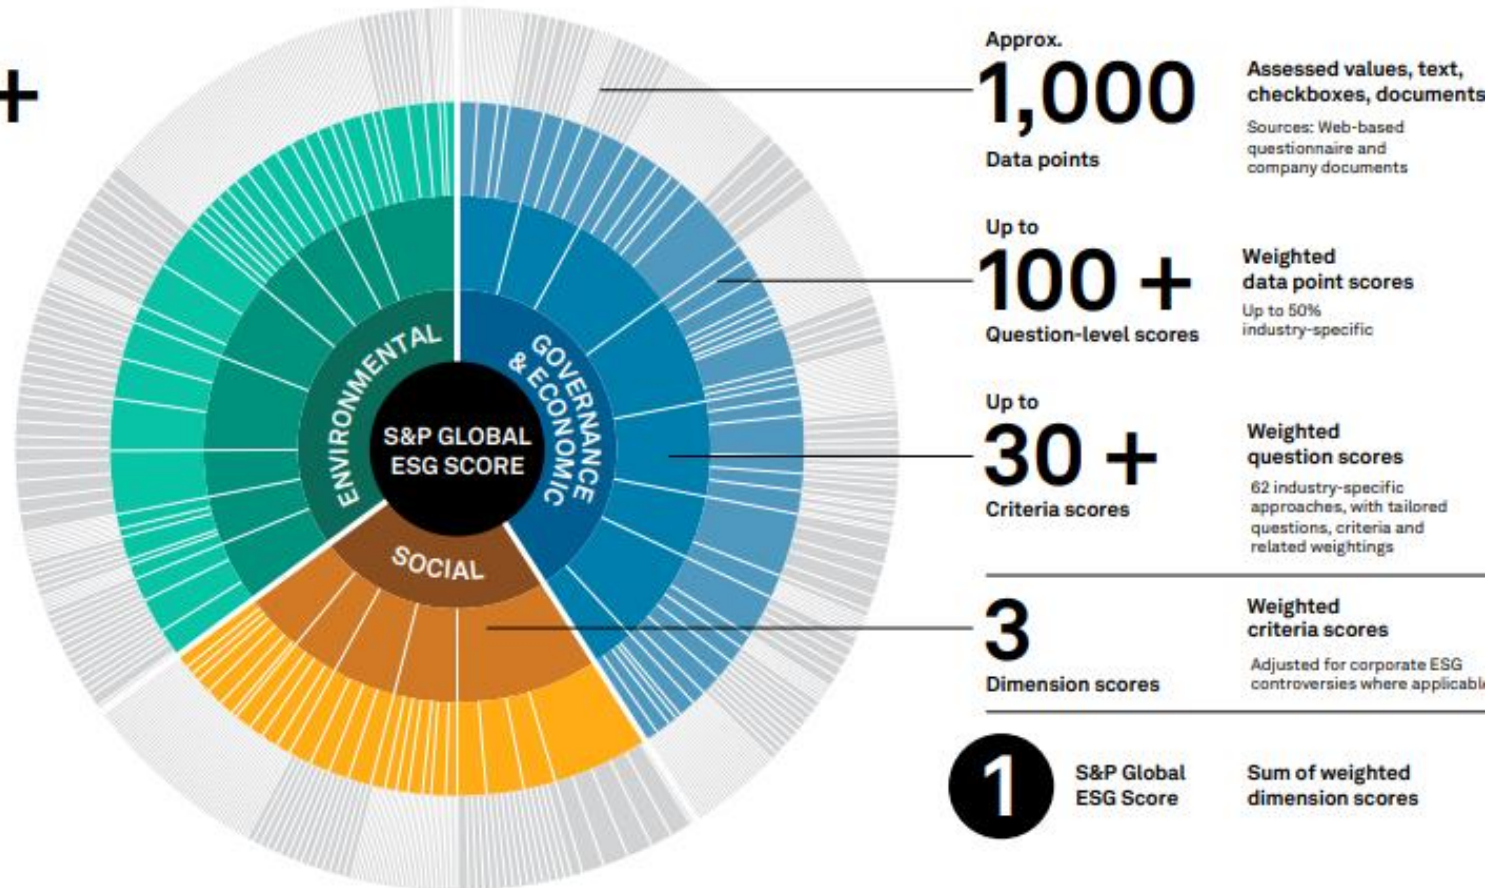 +
ENVIRONMENTAL
GOVERNANCE
& ECONOMIC
SOCIAL
S&P GLOBAL
ESG SCORE
Approx.
1,000
Data points
Assessed values, text,
checkboxes, documents
Sources: Web-based
questionnaire and
company documents
Up to
100 +
Question-level scores
Weighted
data point scores
Up to 50%
industry-specific
Up to
30 +
Criteria scores
Weighted
question scores
62 industry-specific
approaches, with tailored
questions, criteria and
related weightings
3
Dimension scores
Weighted
criteria scores
Adjusted for corporate ESG
controversies where applicable
1
S&P Global
ESG Score
Sum of weighted
dimension scores